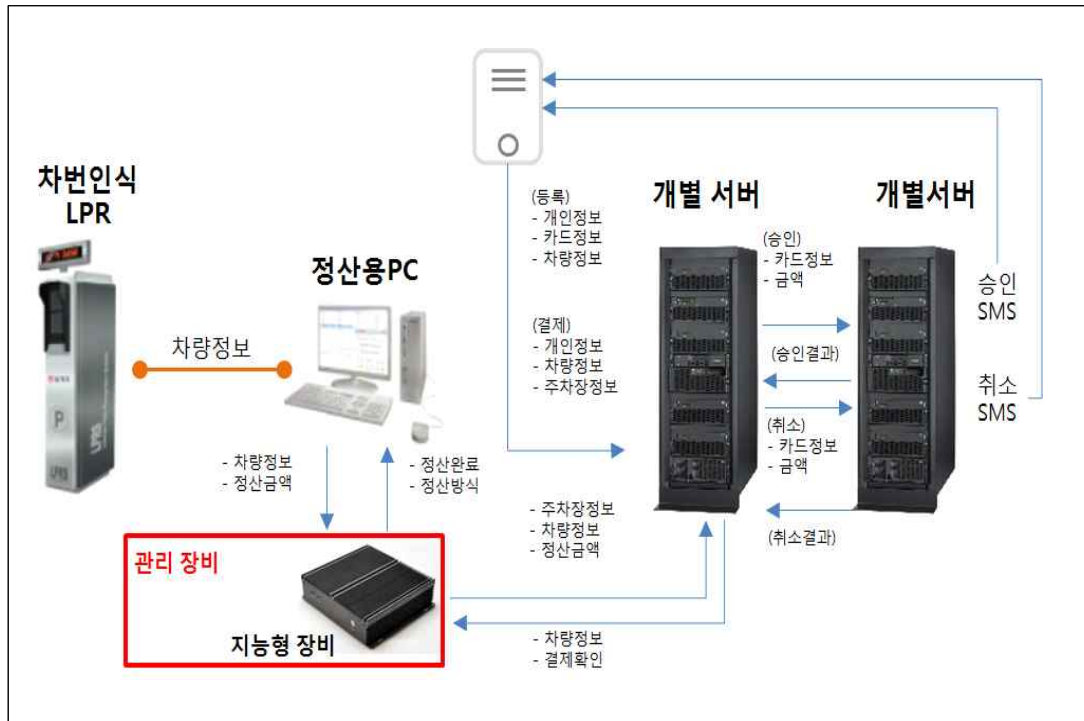 차번인식
LPR
정산용PC
차량정보
(등록)
- 개인정보
- 카드정보
- 차량정보
(결제)
- 개인정보
- 차량정보
- 주차장정보
개별 서버
개별서버
(승인)
- 카드정보
- 금액
(승인결과)
(취소)
- 카드정보
- 금액
(취소결과)
승인
SMS
취소
SMS
- 차량정보
- 정산금액
- 정산완료
- 정산방식
- 주차장정보
- 차량정보
- 정산금액
관리 장비
지능형 장비
- 차량정보
- 결제확인
P
LPRS
LPRS